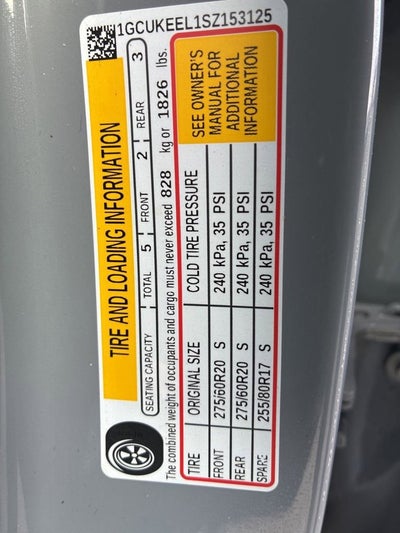 1GCUKEEL1SZ153125
TIRE AND LOADING INFORMATION
SEATING CAPACITY TOTAL 5 FRONT 2 REAR 3
The combined weight of occupants and cargo must never exceed 828 kg or 1826 lbs.
TIRE ORIGINAL SIZE COLD TIRE PRESSURE
FRONT 275/60R20 S 240 kPa, 35 PSI
REAR 275/60R20 S 240 kPa, 35 PSI
SPARE 255/80R17 S 240 kPa, 35 PSI
SEE OWNER'S
MANUAL FOR
ADDITIONAL
INFORMATION